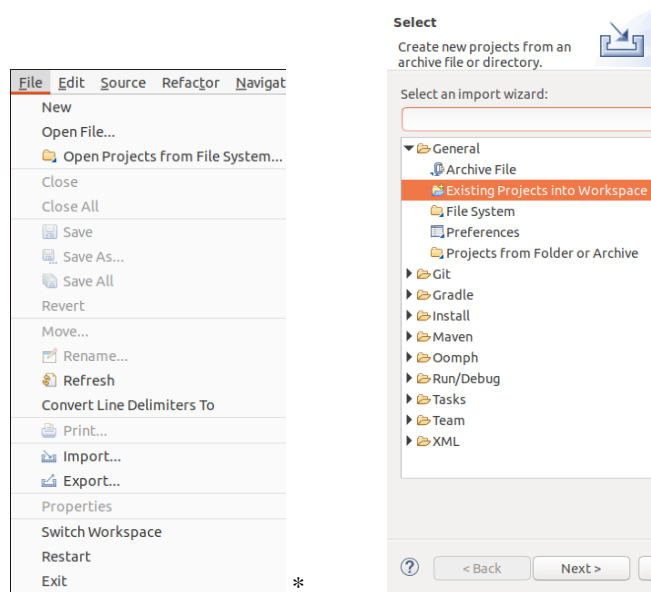 File Edit Source Refactor Navigat
New
Open File...
Open Projects from File System...
Close
Close All
Save
Save As...
Save All
Revert
Move...
Rename...
Refresh
Convert Line Delimiters To
Print...
Import...
Export...
Properties
Switch Workspace
Restart
Exit
*
Select
Create new projects from an
archive file or directory.
Select an import wizard:
General
Archive File
Existing Projects into Workspace
File System
Preferences
Projects from Folder or Archive
Git
Gradle
Install
Maven
Oomph
Run/Debug
Tasks
Team
XML
? < Back Next >